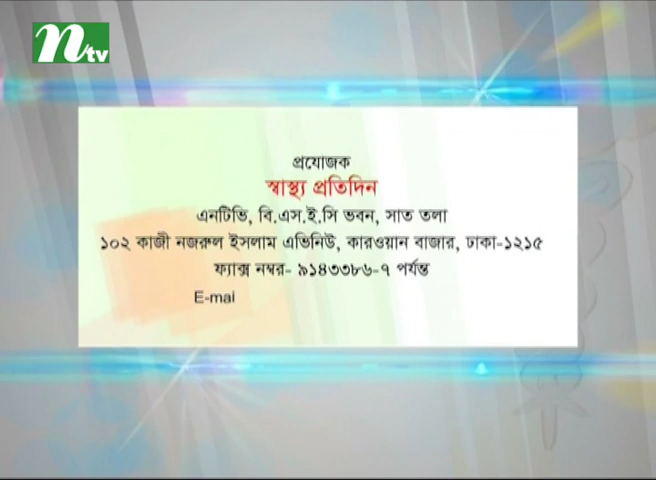 ntv
প্রযোজক
স্বাস্থ্য প্রতিদিন
এনটিভি, বি.এস.ই.সি ভবন, সাত তলা
১০২ কাজী নজরুল ইসলাম এভিনিউ, কারওয়ান বাজার, ঢাকা-১২১৫
ফ্যাক্স নম্বর- ৯১৪৩৩৮৬-৭ পর্যন্ত
E-mai